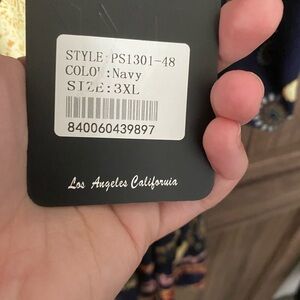 STYLE:PS1301-48
COLOR:Navy
SIZE:3XL
840060439897
Los Angeles California